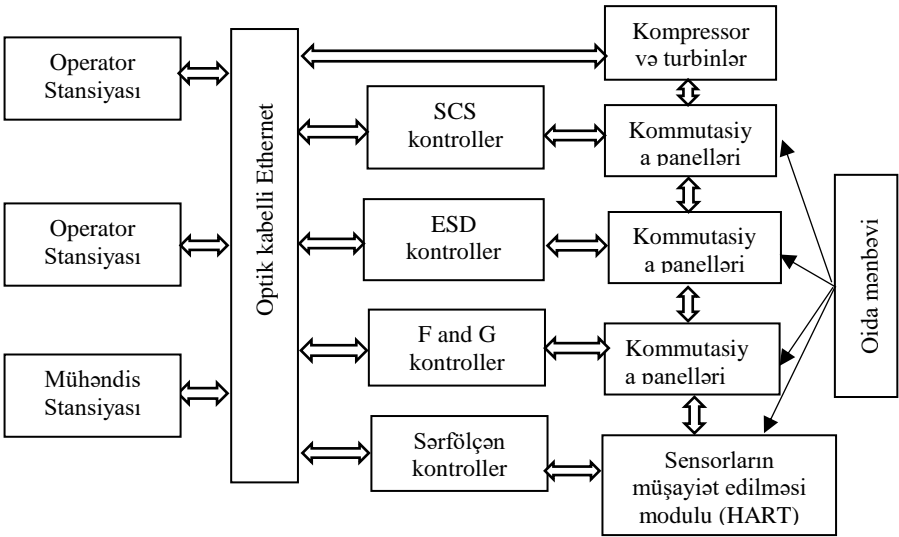 Operator
Stansiyası
Operator
Stansiyası
Mühəndis
Stansiyası
Optik kabelli Ethernet
SCS
kontroller
ESD
kontroller
F and G
kontroller
Sərfölçən
kontroller
Kompressor
və turbinlər
Kommutasiy
a panelləri
Kommutasiy
a panelləri
Kommutasiy
a panelləri
Sensorların
müşayiət edilməsi
modulu (HART)
Oida mənbəyi